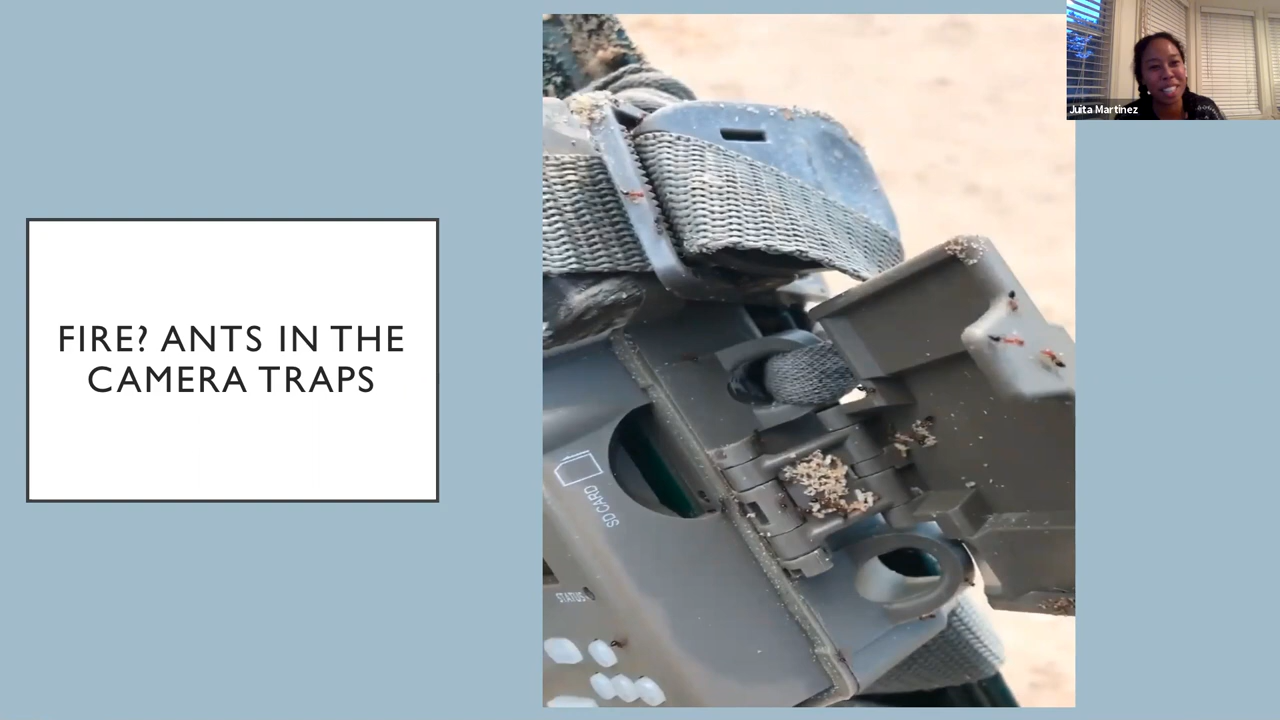 Juita Martinez
FIRE? ANTS IN THE
CAMERA TRAPS
SD CARD
STATUS